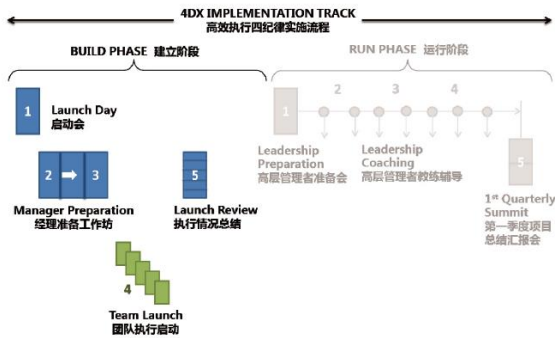 4DX IMPLEMENTATION TRACK
高效执行四纪律实施流程
BUILD PHASE 建立阶段
RUN PHASE 运行阶段
1
Launch Day
启动会
2
3
Manager Preparation
经理准备工作坊
5
Launch Review
执行情况总结
4
Team Launch
团队执行启动
1
2
3
4
Leadership
Preparation
高层管理者准备会
Leadership
Coaching
高层管理者教练辅导
5
1st Quarterly
Summit
第一季度项目
总结汇报会